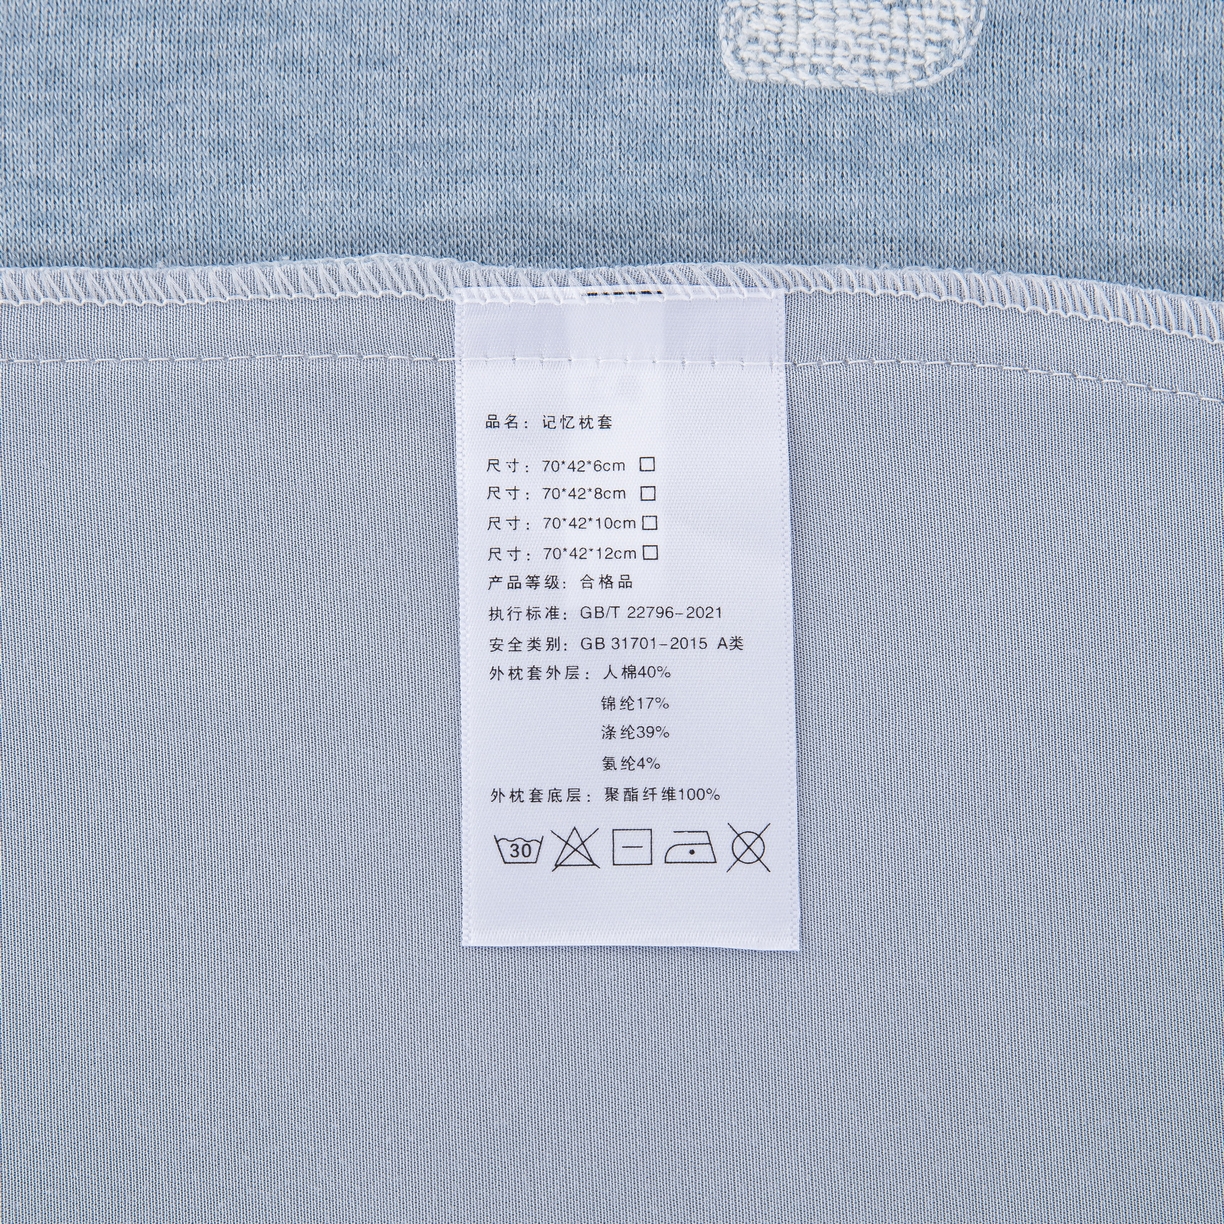 品名：记忆枕套
尺寸：70*42*6cm □
尺寸：70*42*8cm □
尺寸：70*42*10cm □
尺寸：70*42*12cm □
产品等级：合格品
执行标准：GB/T 22796-2021
安全类别：GB 31701-2015 A类
外枕套外层：人棉40%
锦纶17%
涤纶39%
氨纶4%
外枕套底层：聚酯纤维100%
30